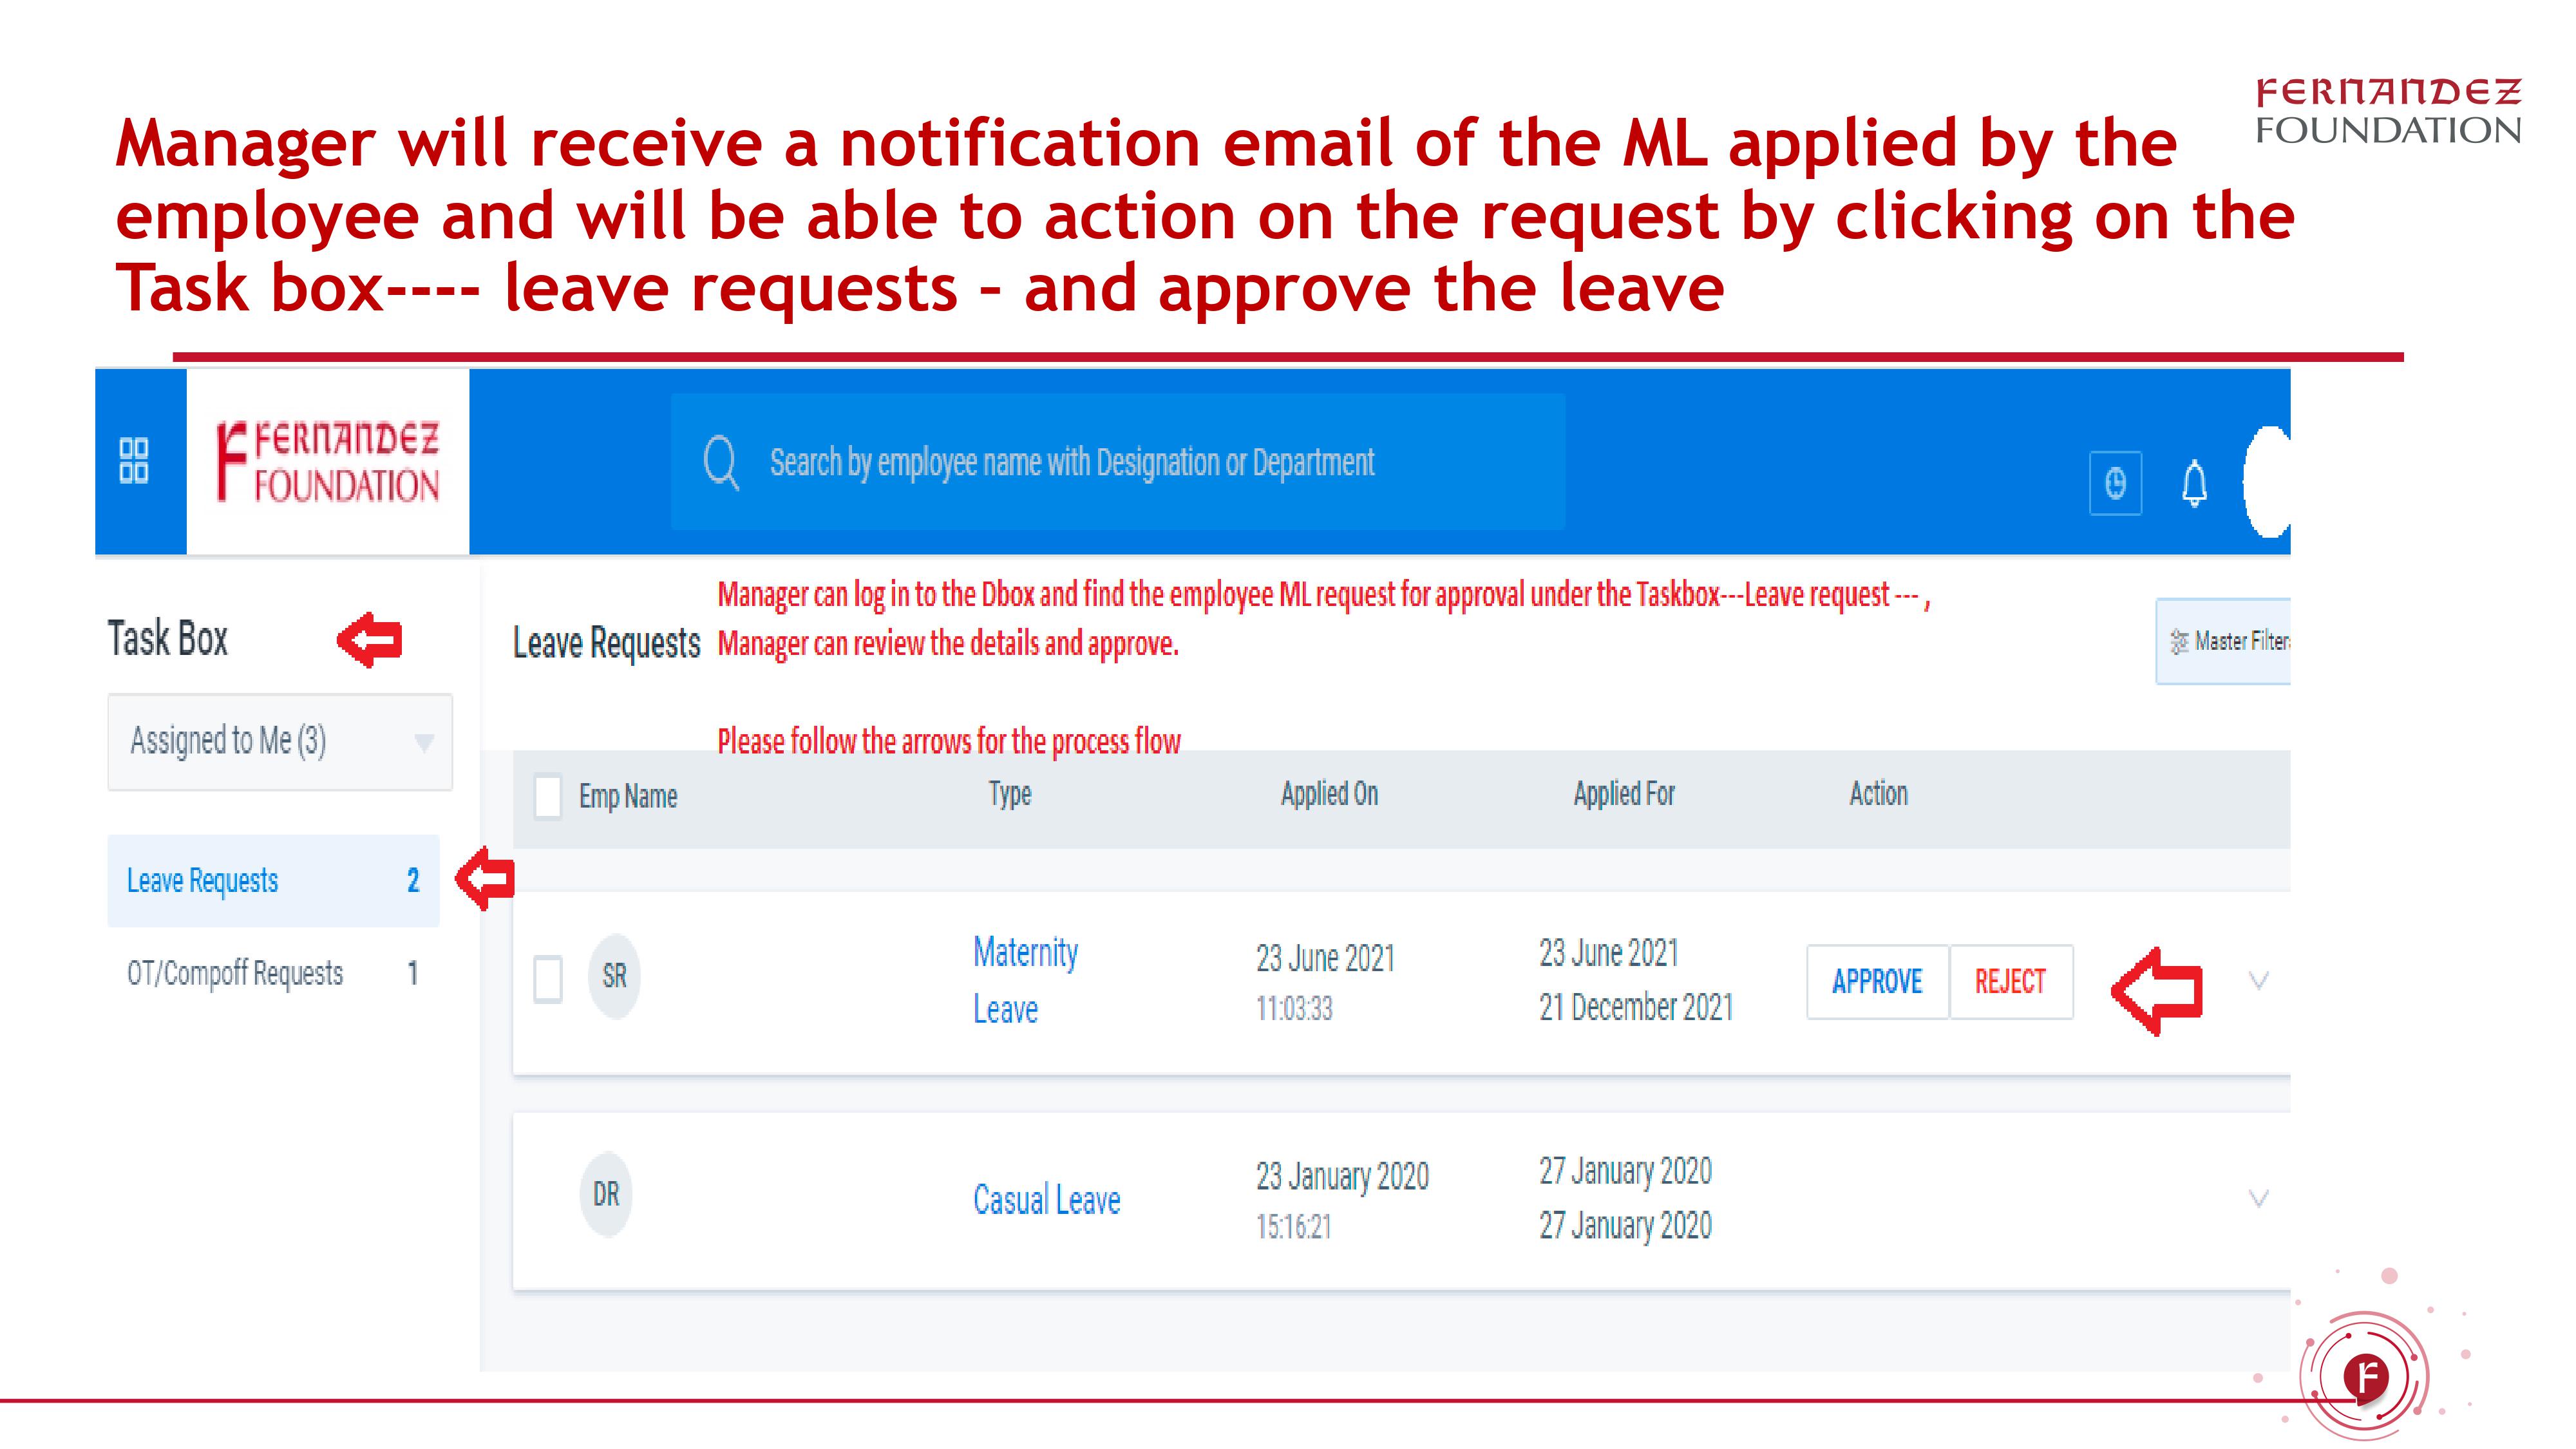 FERNANDEZ
FOUNDATION
Manager will receive a notification email of the ML applied by the
employee and will be able to action on the request by clicking on the
Task box---- leave requests – and approve the leave
F FERNANDEZ
FOUNDATION
Search by employee name with Designation or Department
Manager can log in to the Dbox and find the employee ML request for approval under the Taskbox---Leave request --- ,
Task Box
Leave Requests Manager can review the details and approve.
Master Filter
Assigned to Me (3)
Please follow the arrows for the process flow
Emp Name Type Applied On Applied For Action
Leave Requests 2
OT/Compoff Requests 1
SR Maternity Leave 23 June 2021 11:03:33 23 June 2021 21 December 2021 APPROVE REJECT
DR Casual Leave 23 January 2020 15:16:21 27 January 2020 27 January 2020
F